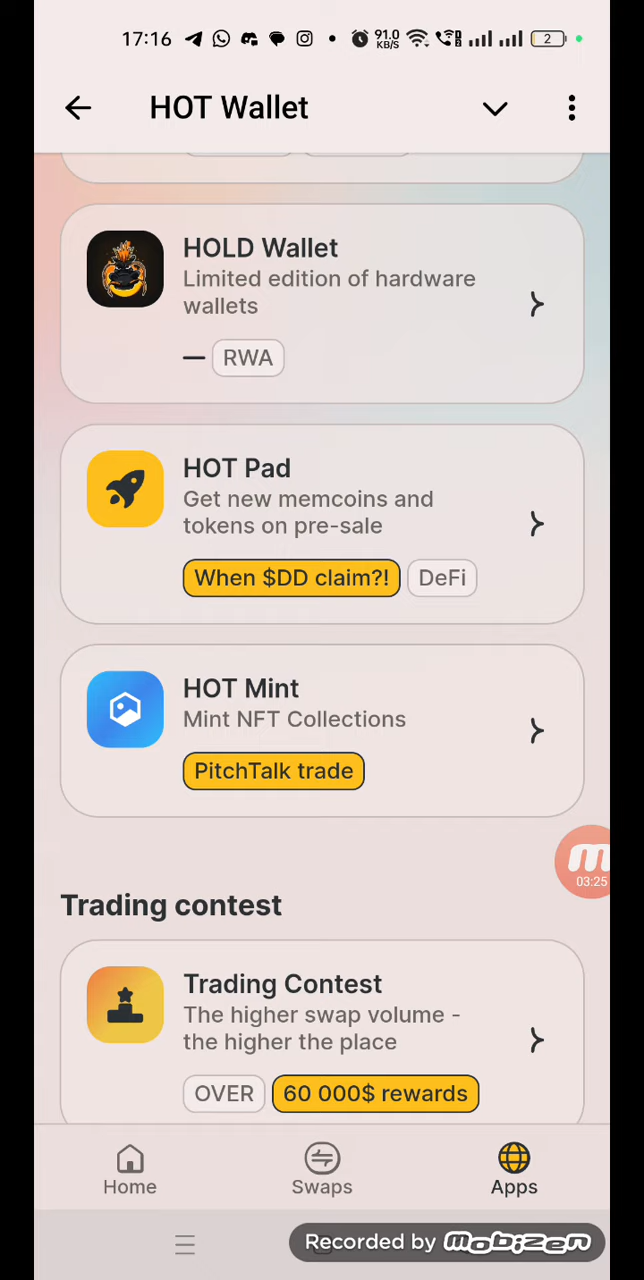 17:16 91.0 KB/S 2
HOT Wallet
HOLD Wallet
Limited edition of hardware
wallets
— RWA
HOT Pad
Get new memcoins and
tokens on pre-sale
When $DD claim?! DeFi
HOT Mint
Mint NFT Collections
PitchTalk trade
m
03:25
Trading contest
Trading Contest
The higher swap volume -
the higher the place
OVER 60 000$ rewards
Home Swaps Apps
Recorded by mobizen